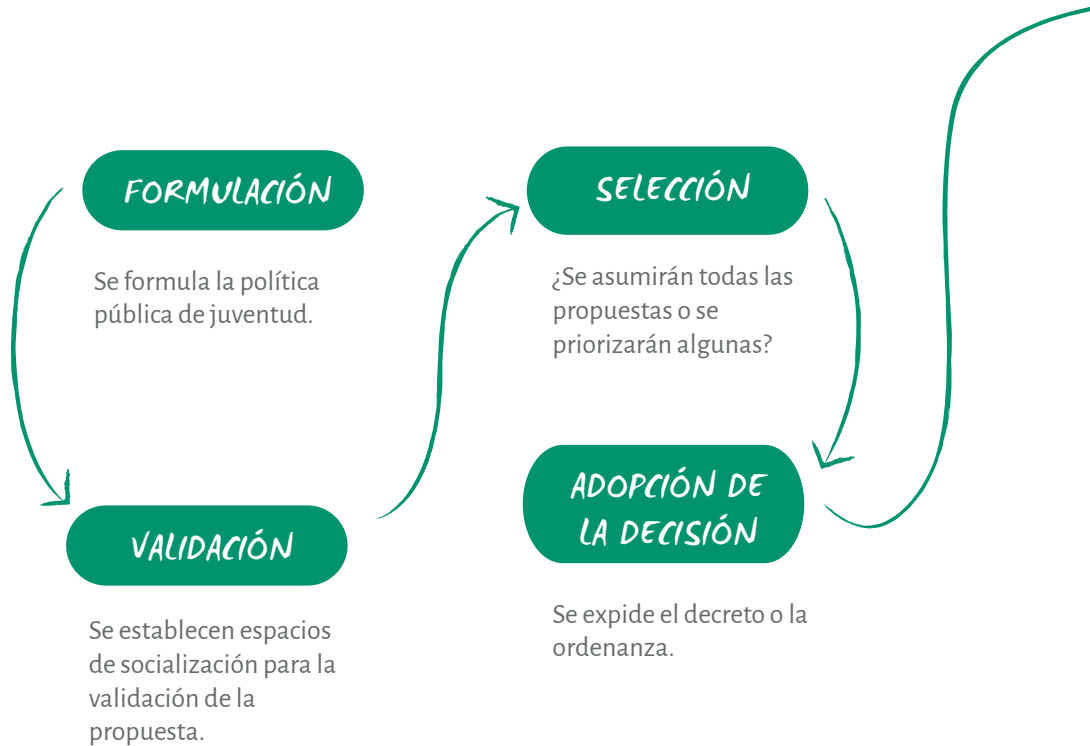 FORMULACIÓN
Se formula la política
pública de juventud.
VALIDACIÓN
Se establecen espacios
de socialización para la
validación de la
propuesta.
SELECCIÓN
¿Se asumirán todas las
propuestas o se
priorizarán algunas?
ADOPCIÓN DE
LA DECISIÓN
Se expide el decreto o la
ordenanza.